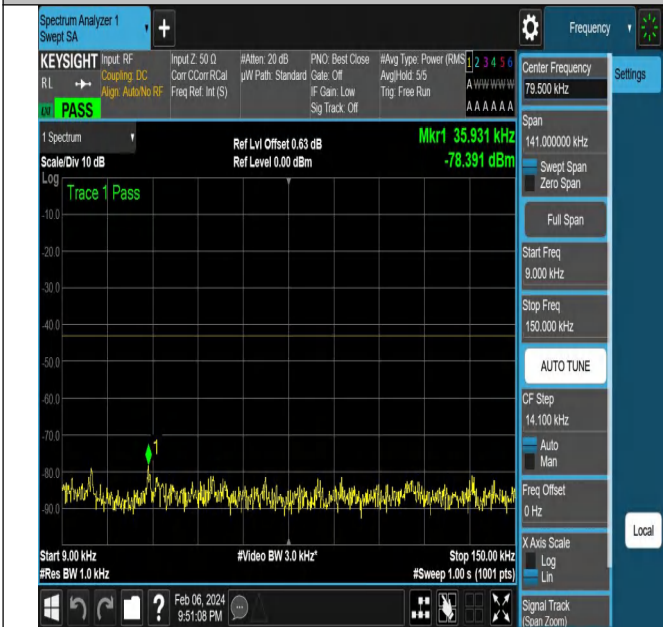 Spectrum Analyzer 1
Swept SA
+
Frequency
KEYSIGHT
RL
PASS
Input: RF
Coupling: DC
Align: Auto/No RF
Input Z: 50 Ω
Corr CCorr RCal
Freq Ref: Int (S)
#Atten: 20 dB
µW Path: Standard
PNO: Best Close
Gate: Off
IF Gain: Low
Sig Track: Off
#Avg Type: Power (RMS
Avg|Hold: 5/5
Trig: Free Run
1 2 3 4 5 6
A W W W W W
A A A A A A
1 Spectrum
Scale/Div 10 dB
Ref Lvl Offset 0.63 dB
Ref Level 0.00 dBm
Mkr1 35.931 kHz
-78.391 dBm
Log
Trace 1 Pass
-10.0
-20.0
-30.0
-40.0
-50.0
-60.0
-70.0
-80.0
-90.0
1
Start 9.00 kHz
#Res BW 1.0 kHz
#Video BW 3.0 kHz*
Stop 150.00 kHz
#Sweep 1.00 s (1001 pts)
Center Frequency
79.500 kHz
Settings
Span
141.000000 kHz
Swept Span
Zero Span
Full Span
Start Freq
9.000 kHz
Stop Freq
150.000 kHz
AUTO TUNE
CF Step
14.100 kHz
Auto
Man
Freq Offset
0 Hz
X Axis Scale
Log
Lin
Local
Signal Track
(Span Zoom)
?
Feb 06, 2024
9:51:08 PM